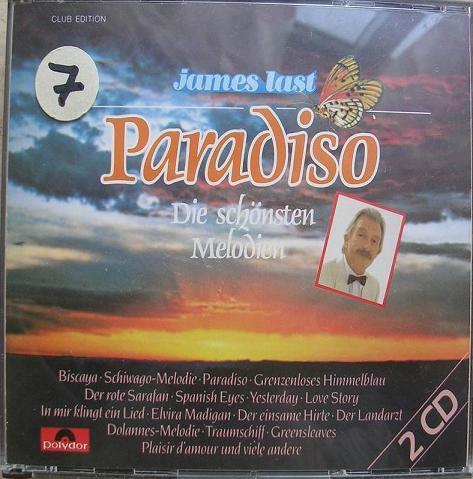 CLUB EDITION
7
james last
Paradiso
Die schönsten
Melodien
Biscaya · Schiwago-Melodie · Paradiso · Grenzenloses Himmelblau
Der rote Sarafan · Spanish Eyes · Yesterday · Love Story
In mir klingt ein Lied · Elvira Madigan · Der einsame Hirte · Der Landarzt
Dolannes-Melodie · Traumschiff · Greensleaves
Plaisir d'amour und viele andere
polydor
2 CD